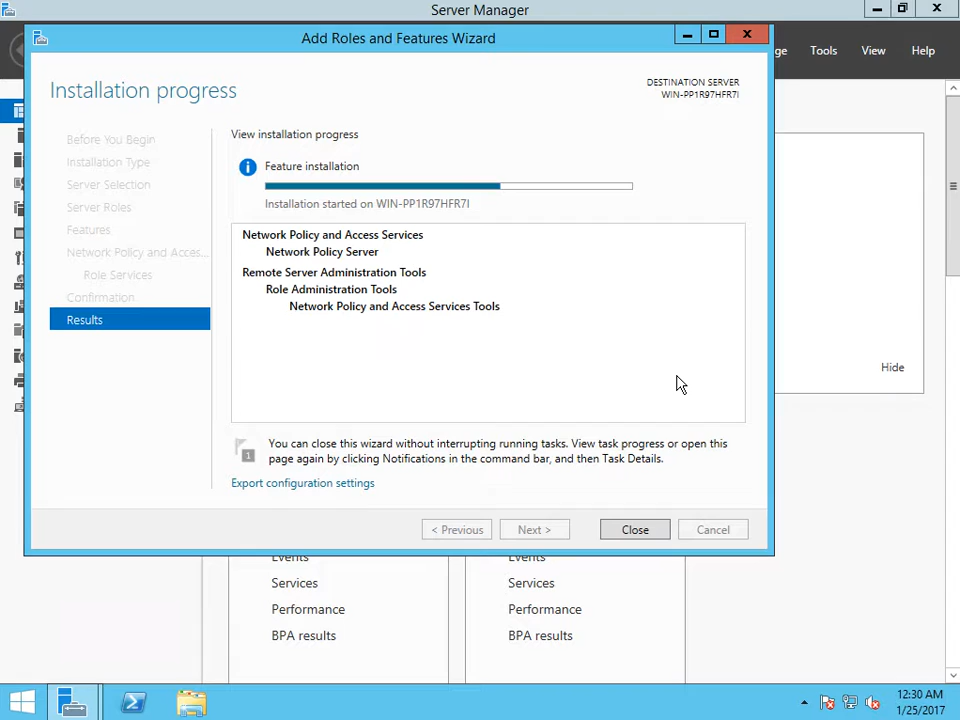 Server Manager
Add Roles and Features Wizard
Tools
View
Help
Installation progress
DESTINATION SERVER
WIN-PP1R97HFR7I
Before You Begin
Installation Type
Server Selection
Server Roles
Features
Network Policy and Acces...
Role Services
Confirmation
Results
View installation progress
Feature installation
Installation started on WIN-PP1R97HFR7I
Network Policy and Access Services
Network Policy Server
Remote Server Administration Tools
Role Administration Tools
Network Policy and Access Services Tools
Hide
1
You can close this wizard without interrupting running tasks. View task progress or open this
page again by clicking Notifications in the command bar, and then Task Details.
Export configuration settings
< Previous
Next >
Close
Cancel
Events
Services
Performance
BPA results
Events
Services
Performance
BPA results
12:30 AM
1/25/2017